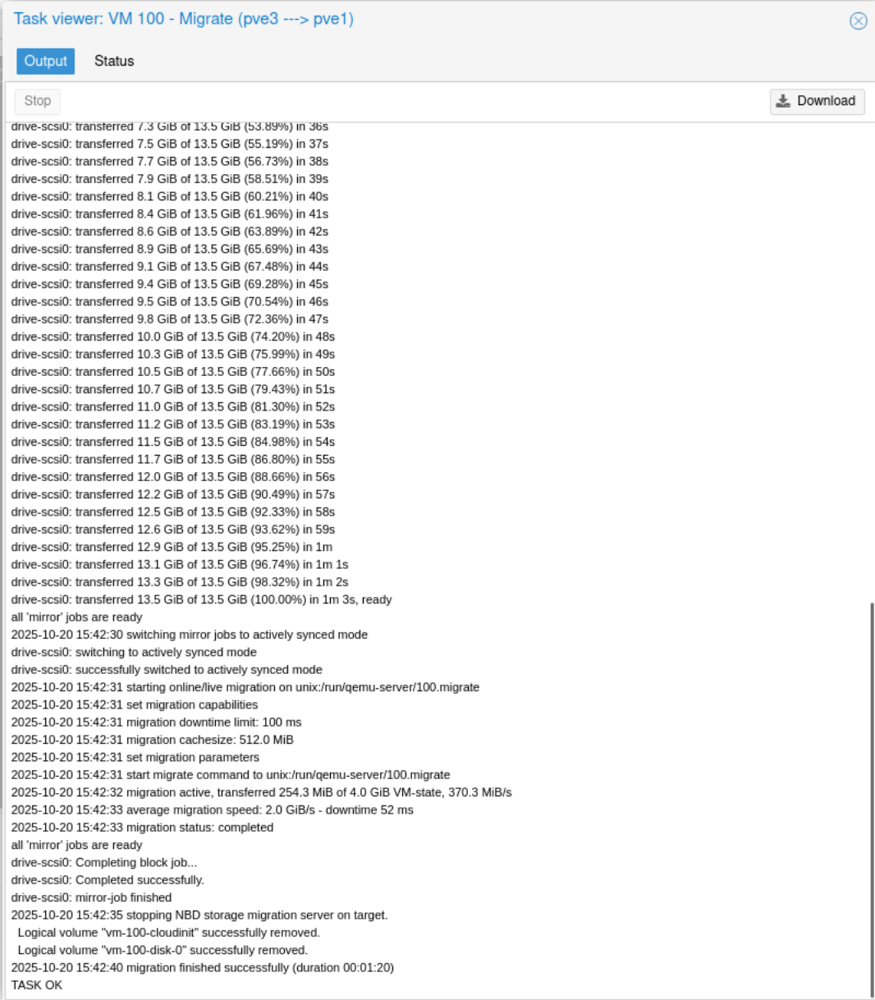 Task viewer: VM 100 - Migrate (pve3 ---> pve1)
Output Status
Stop Download
drive-scsi0: transferred 7.3 GiB of 13.5 GiB (53.89%) in 36s
drive-scsi0: transferred 7.5 GiB of 13.5 GiB (55.19%) in 37s
drive-scsi0: transferred 7.7 GiB of 13.5 GiB (56.73%) in 38s
drive-scsi0: transferred 7.9 GiB of 13.5 GiB (58.51%) in 39s
drive-scsi0: transferred 8.1 GiB of 13.5 GiB (60.21%) in 40s
drive-scsi0: transferred 8.4 GiB of 13.5 GiB (61.96%) in 41s
drive-scsi0: transferred 8.6 GiB of 13.5 GiB (63.89%) in 42s
drive-scsi0: transferred 8.9 GiB of 13.5 GiB (65.69%) in 43s
drive-scsi0: transferred 9.1 GiB of 13.5 GiB (67.48%) in 44s
drive-scsi0: transferred 9.4 GiB of 13.5 GiB (69.28%) in 45s
drive-scsi0: transferred 9.5 GiB of 13.5 GiB (70.54%) in 46s
drive-scsi0: transferred 9.8 GiB of 13.5 GiB (72.36%) in 47s
drive-scsi0: transferred 10.0 GiB of 13.5 GiB (74.20%) in 48s
drive-scsi0: transferred 10.3 GiB of 13.5 GiB (75.99%) in 49s
drive-scsi0: transferred 10.5 GiB of 13.5 GiB (77.66%) in 50s
drive-scsi0: transferred 10.7 GiB of 13.5 GiB (79.43%) in 51s
drive-scsi0: transferred 11.0 GiB of 13.5 GiB (81.30%) in 52s
drive-scsi0: transferred 11.2 GiB of 13.5 GiB (83.19%) in 53s
drive-scsi0: transferred 11.5 GiB of 13.5 GiB (84.98%) in 54s
drive-scsi0: transferred 11.7 GiB of 13.5 GiB (86.80%) in 55s
drive-scsi0: transferred 12.0 GiB of 13.5 GiB (88.66%) in 56s
drive-scsi0: transferred 12.2 GiB of 13.5 GiB (90.49%) in 57s
drive-scsi0: transferred 12.5 GiB of 13.5 GiB (92.33%) in 58s
drive-scsi0: transferred 12.6 GiB of 13.5 GiB (93.62%) in 59s
drive-scsi0: transferred 12.9 GiB of 13.5 GiB (95.25%) in 1m
drive-scsi0: transferred 13.1 GiB of 13.5 GiB (96.74%) in 1m 1s
drive-scsi0: transferred 13.3 GiB of 13.5 GiB (98.32%) in 1m 2s
drive-scsi0: transferred 13.5 GiB of 13.5 GiB (100.00%) in 1m 3s, ready
all 'mirror' jobs are ready
2025-10-20 15:42:30 switching mirror jobs to actively synced mode
drive-scsi0: switching to actively synced mode
drive-scsi0: successfully switched to actively synced mode
2025-10-20 15:42:31 starting online/live migration on unix:/run/qemu-server/100.migrate
2025-10-20 15:42:31 set migration capabilities
2025-10-20 15:42:31 migration downtime limit: 100 ms
2025-10-20 15:42:31 migration cachesize: 512.0 MiB
2025-10-20 15:42:31 set migration parameters
2025-10-20 15:42:31 start migrate command to unix:/run/qemu-server/100.migrate
2025-10-20 15:42:32 migration active, transferred 254.3 MiB of 4.0 GiB VM-state, 370.3 MiB/s
2025-10-20 15:42:33 average migration speed: 2.0 GiB/s - downtime 52 ms
2025-10-20 15:42:33 migration status: completed
all 'mirror' jobs are ready
drive-scsi0: Completing block job...
drive-scsi0: Completed successfully.
drive-scsi0: mirror-job finished
2025-10-20 15:42:35 stopping NBD storage migration server on target.
Logical volume "vm-100-cloudinit" successfully removed.
Logical volume "vm-100-disk-0" successfully removed.
2025-10-20 15:42:40 migration finished successfully (duration 00:01:20)
TASK OK